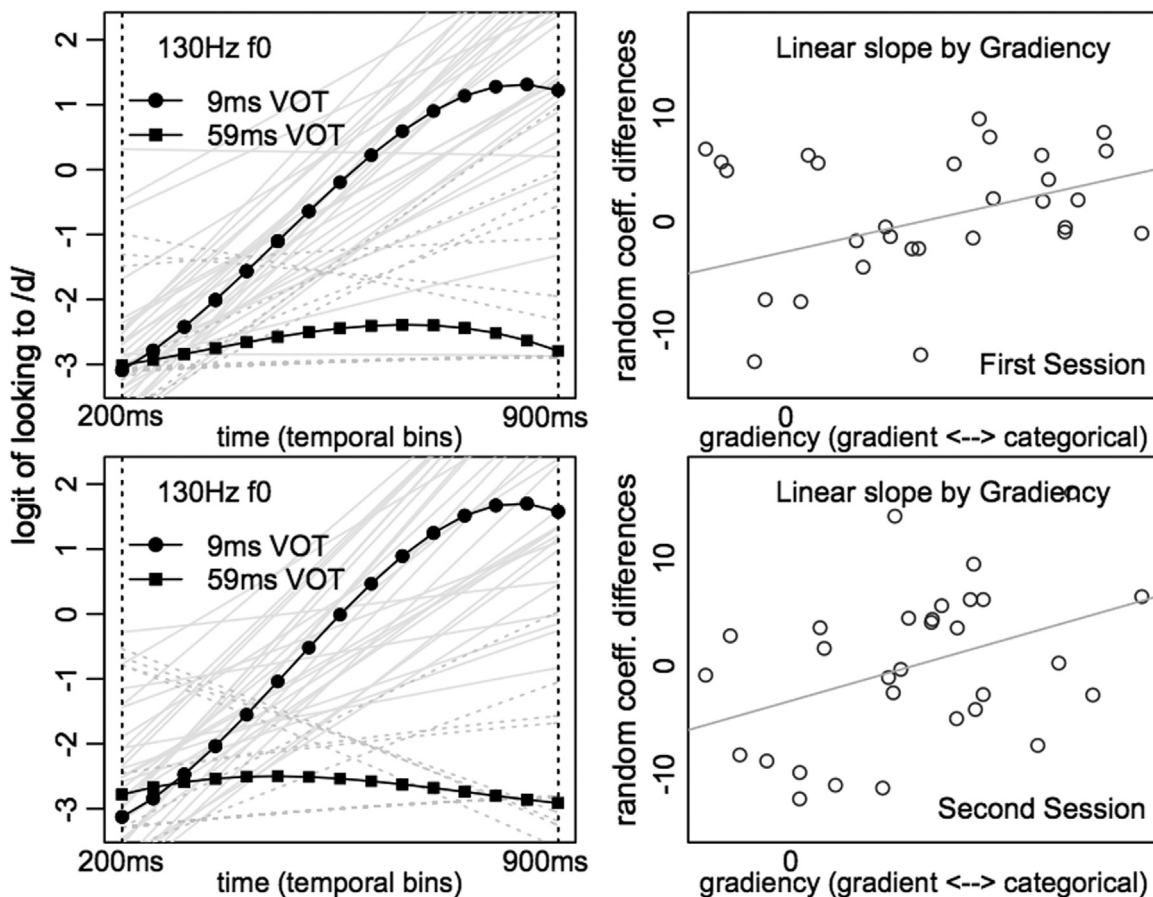 logit of looking to /d/
130Hz f0
9ms VOT
59ms VOT
2
1
0
-1
-2
-3
200ms
900ms
time (temporal bins)
Linear slope by Gradiency
random coeff. differences
10
0
-10
First Session
0
gradiency (gradient <--> categorical)
130Hz f0
9ms VOT
59ms VOT
2
1
0
-1
-2
-3
200ms
900ms
time (temporal bins)
Linear slope by Gradiency
random coeff. differences
10
0
-10
Second Session
0
gradiency (gradient <--> categorical)